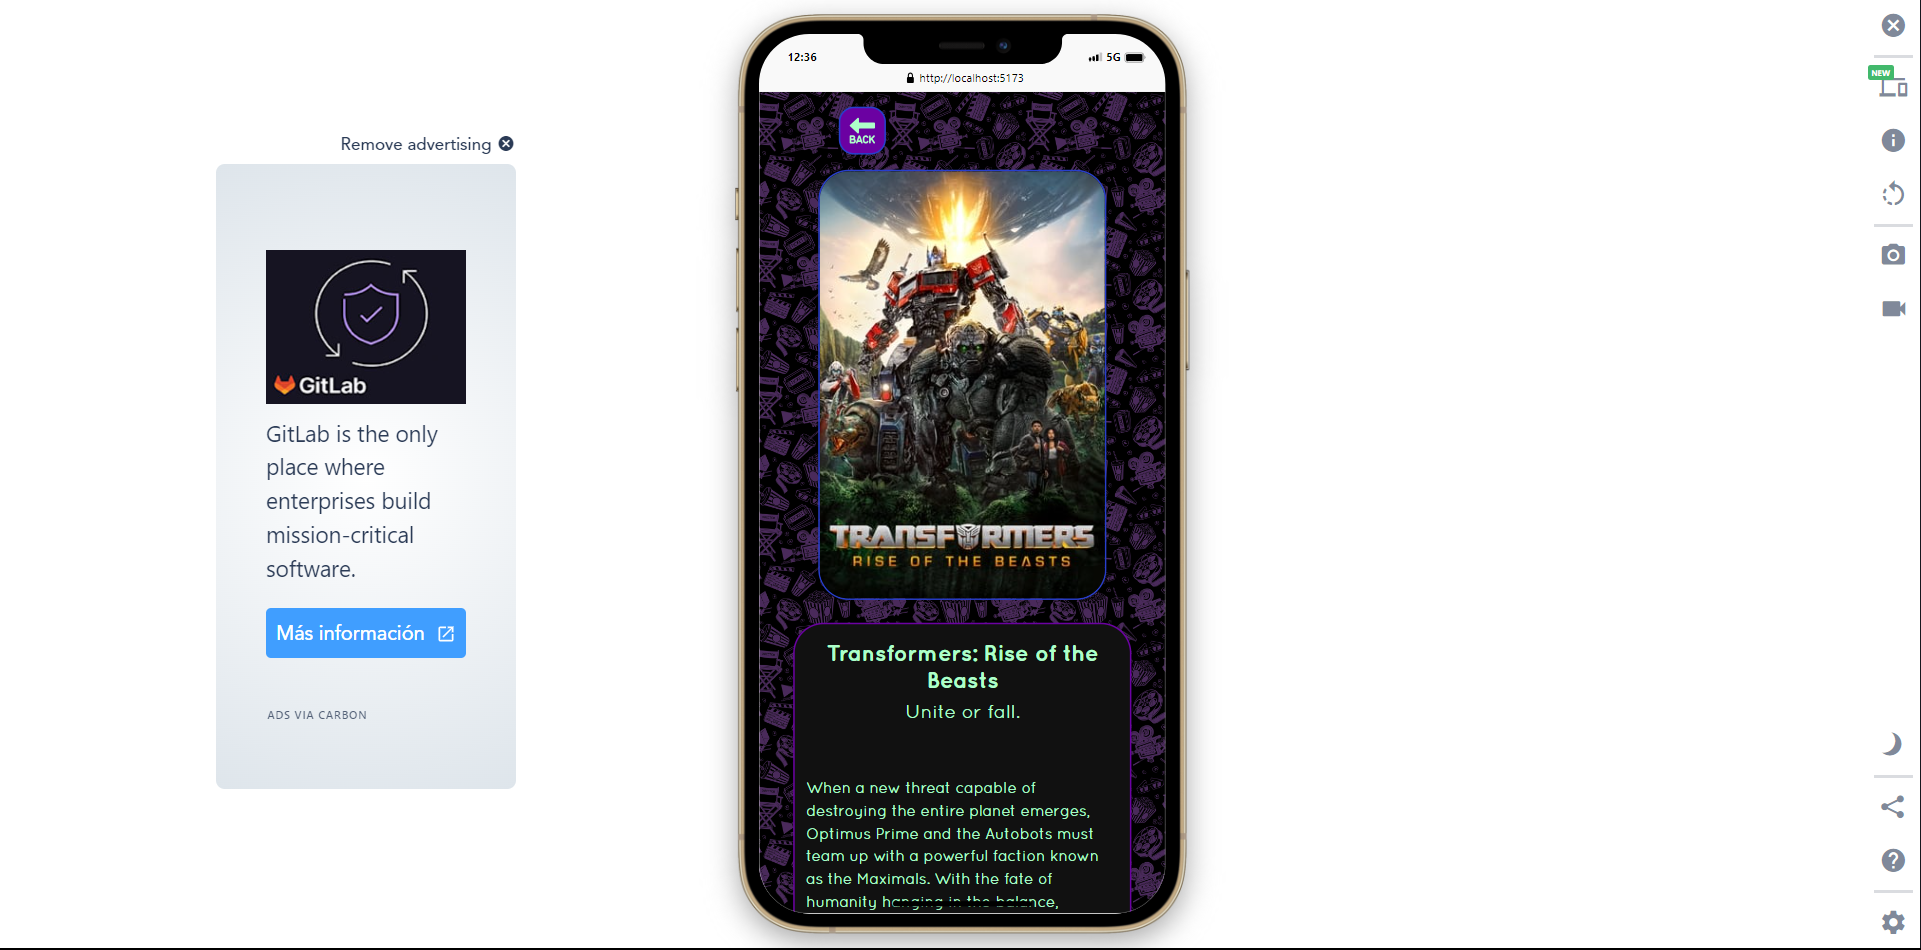 Remove advertising
GitLab
GitLab is the only
place where
enterprises build
mission-critical
software.
Más información
ADS VIA CARBON
12:36
5G
http://localhost:5173
BACK
TRANSFORMERS
RISE OF THE BEASTS
Transformers: Rise of the
Beasts
Unite or fall.
When a new threat capable of
destroying the entire planet emerges,
Optimus Prime and the Autobots must
team up with a powerful faction known
as the Maximals. With the fate of
humanity hanging in the balance,
NEW